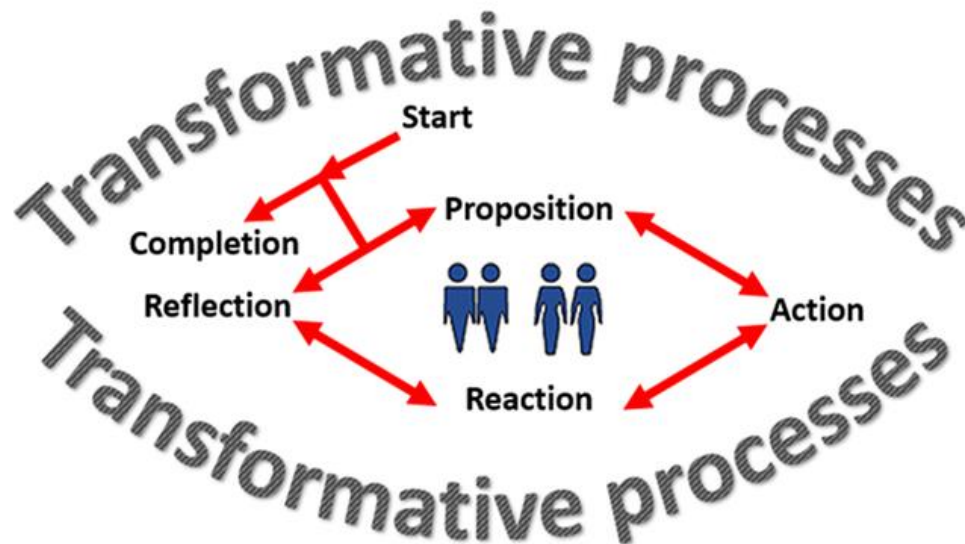 Transformative processes
Start
Proposition
Completion
Reflection
Action
Reaction
Transformative processes